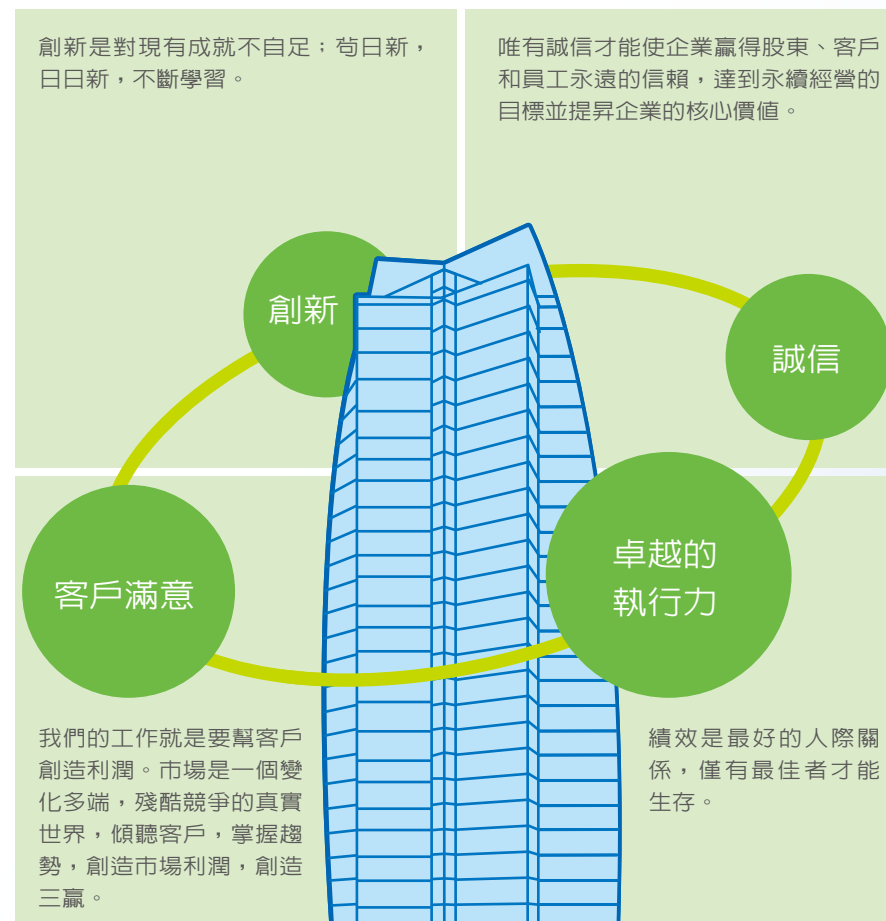 創新是對現有成就不自足；苟日新，
日日新，不斷學習。
唯有誠信才能使企業贏得股東、客戶
和員工永遠的信賴，達到永續經營的
目標並提昇企業的核心價值。
創新
誠信
客戶滿意
卓越的
執行力
我們的工作就是要幫客戶
創造利潤。市場是一個變
化多端，殘酷競爭的真實
世界，傾聽客戶，掌握趨
勢，創造市場利潤，創造
三贏。
績效是最好的人際關
係，僅有最佳者才能
生存。